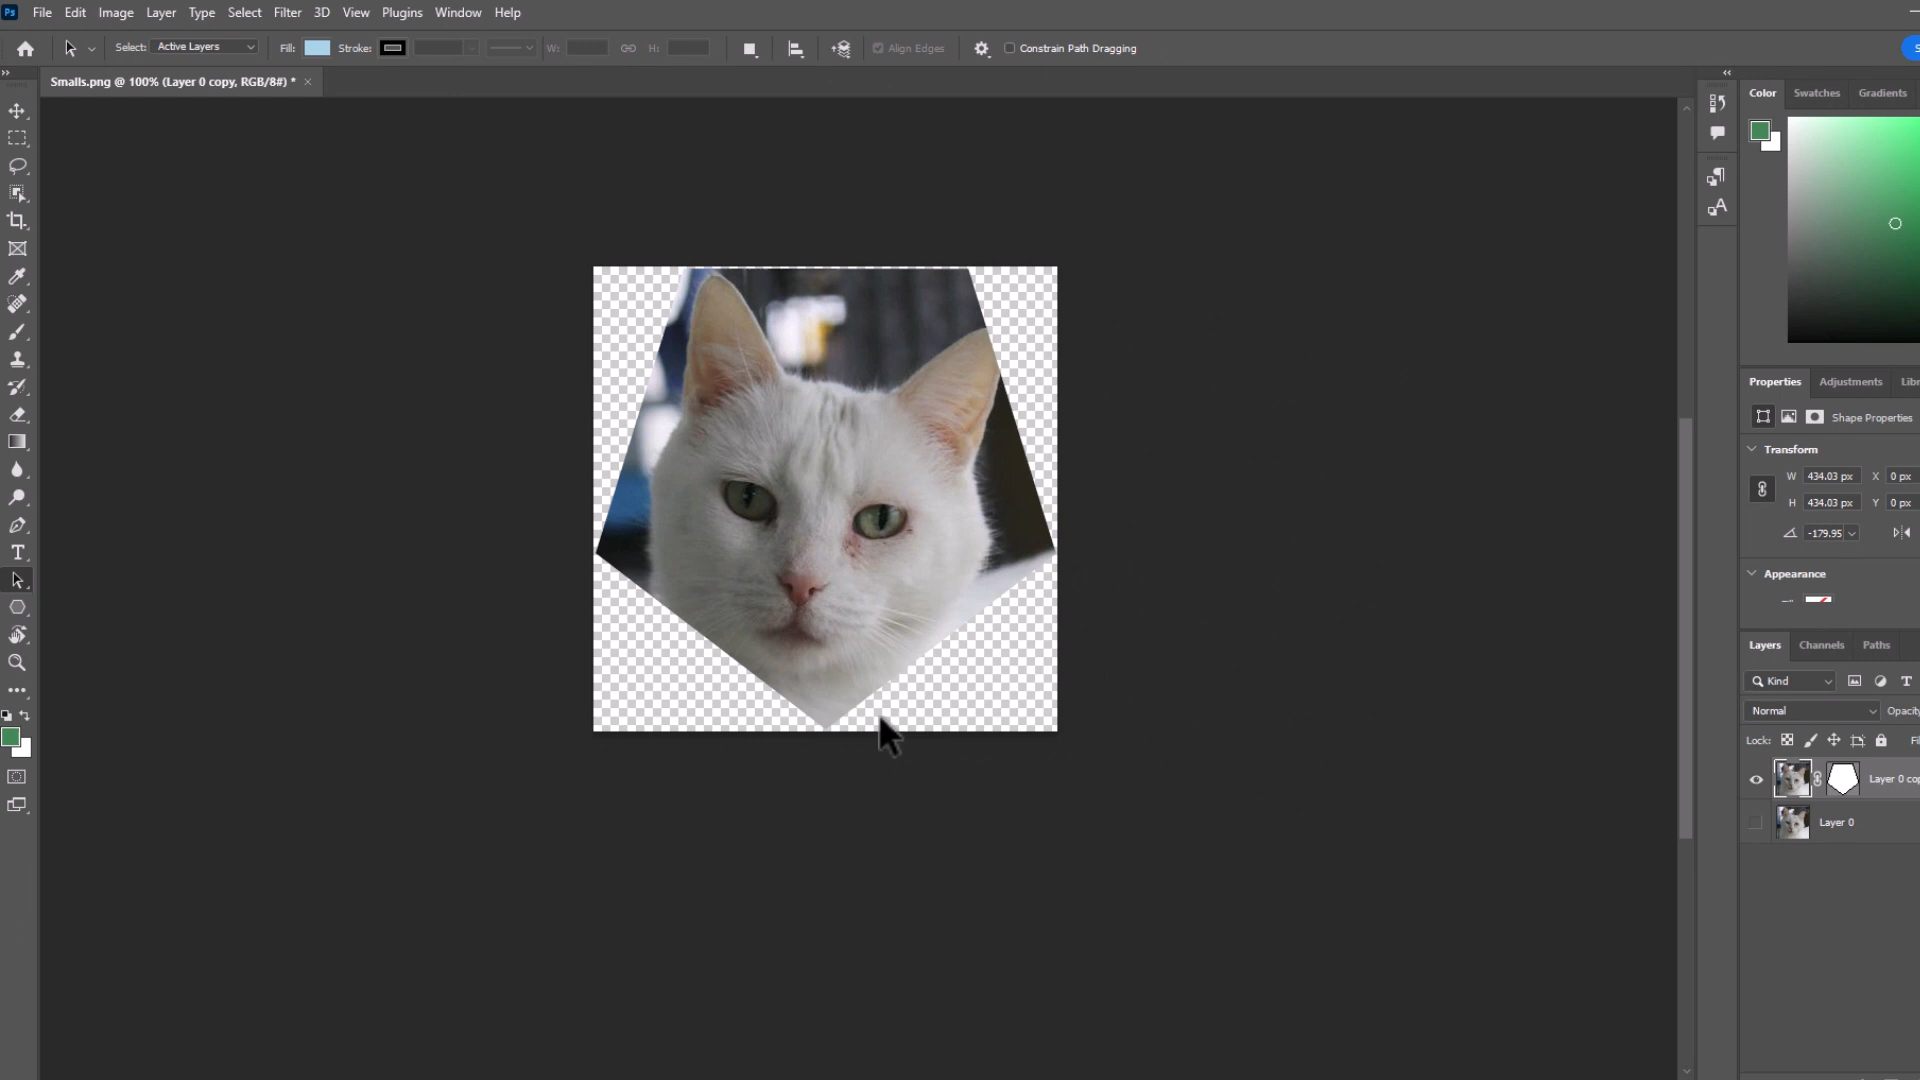 Ps File Edit Image Layer Type Select Filter 3D View Plugins Window Help
Select: Active Layers Fill: Stroke: W: H: Align Edges Constrain Path Dragging
Smalls.png @ 100% (Layer 0 copy, RGB/8#) * ×
Color Swatches Gradients
Properties Adjustments Libr
Shape Properties
Transform
W 434.03 px X 0 px
H 434.03 px Y 0 px
-179.95
Appearance
Layers Channels Paths
Kind
Normal Opacity
Lock: Fi
Layer 0 cop
Layer 0